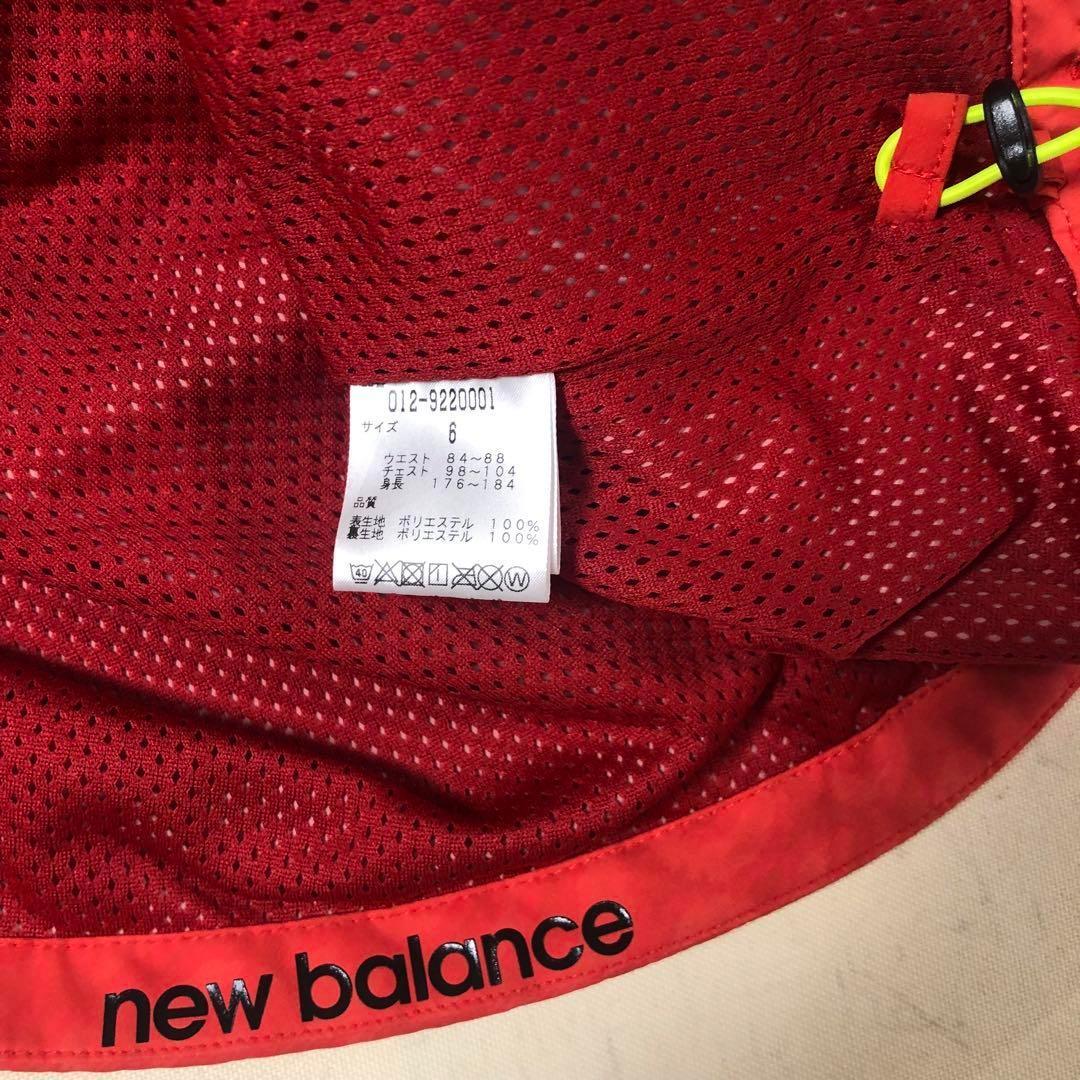 012-9220001
サイズ 6
ウエスト 84～88
チェスト 98～104
身長 176～184
品質
表生地 ポリエステル 100%
裏生地 ポリエステル 100%
40 W
new balance